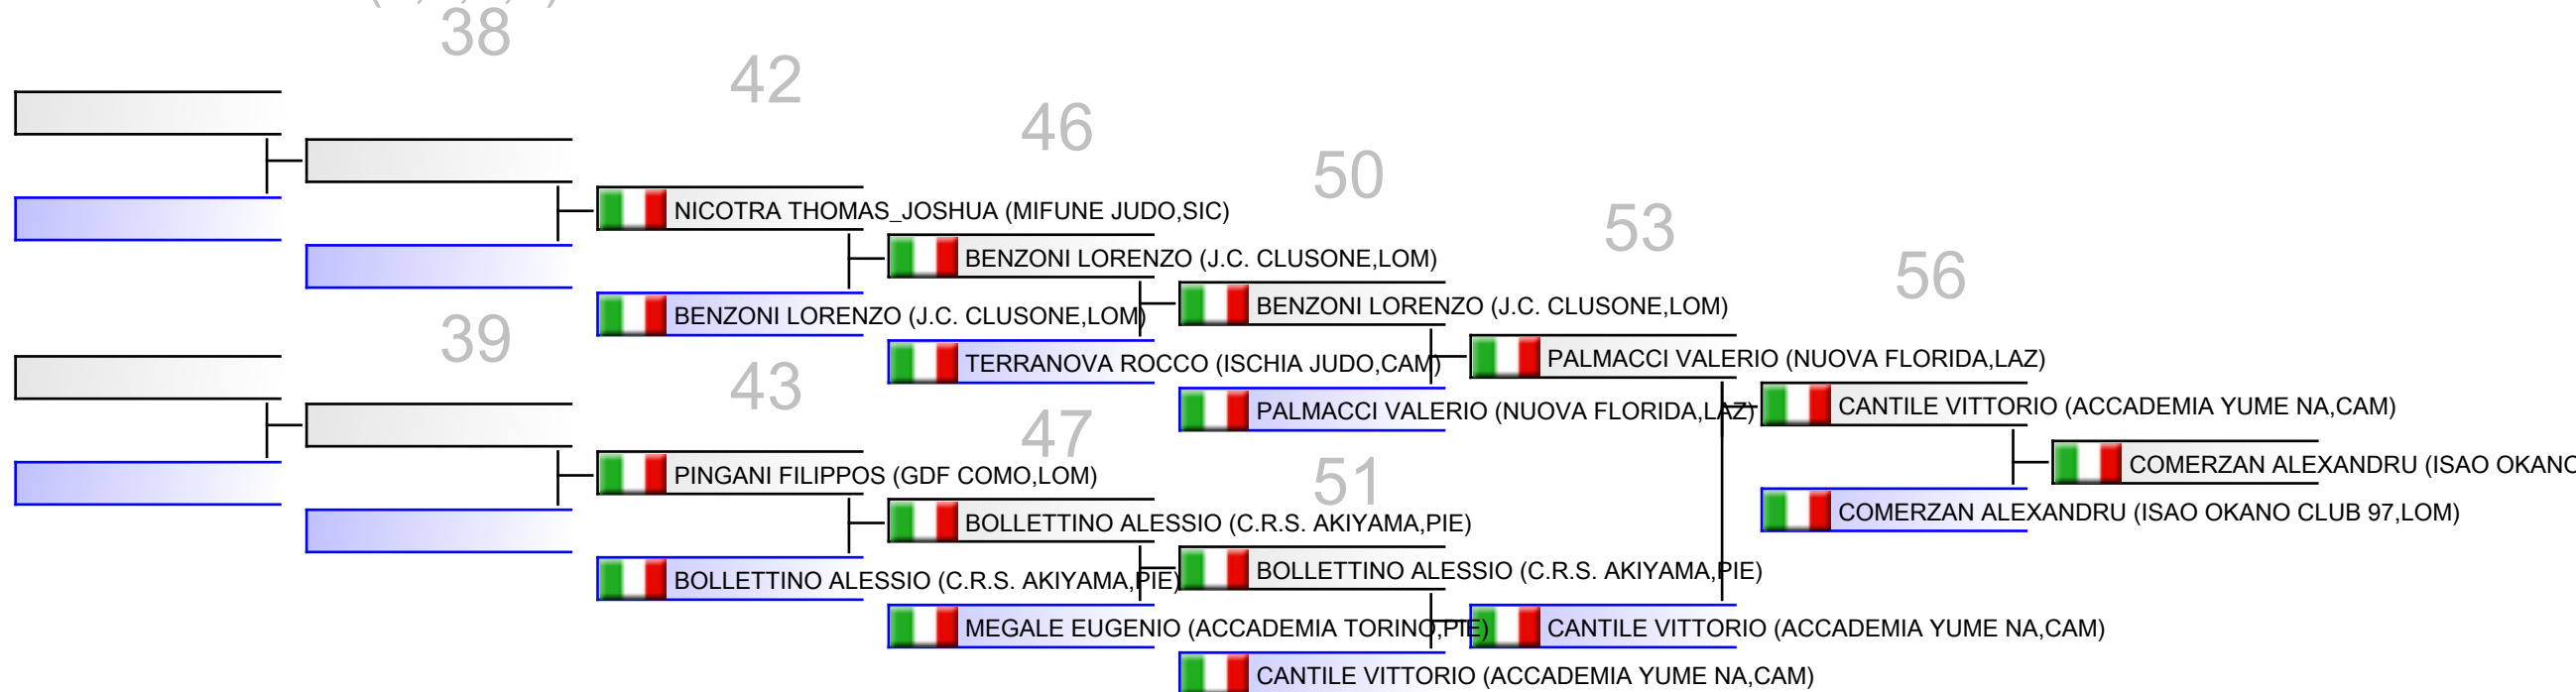 38
42
46
50
NICOTRA THOMAS_JOSHUA (MIFUNE JUDO,SIC)
53
BENZONI LORENZO (J.C. CLUSONE,LOM)
56
BENZONI LORENZO (J.C. CLUSONE,LOM)
BENZONI LORENZO (J.C. CLUSONE,LOM)
39
TERRANOVA ROCCO (ISCHIA JUDO,CAM)
PALMACCI VALERIO (NUOVA FLORIDA,LAZ)
43
PALMACCI VALERIO (NUOVA FLORIDA,LAZ)
CANTILE VITTORIO (ACCADEMIA YUME NA,CAM)
47
PINGANI FILIPPOS (GDF COMO,LOM)
51
COMERZAN ALEXANDRU (ISAO OKANO
BOLLETTINO ALESSIO (C.R.S. AKIYAMA,PIE)
COMERZAN ALEXANDRU (ISAO OKANO CLUB 97,LOM)
BOLLETTINO ALESSIO (C.R.S. AKIYAMA,PIE)
BOLLETTINO ALESSIO (C.R.S. AKIYAMA,PIE)
MEGALE EUGENIO (ACCADEMIA TORINO,PIE)
CANTILE VITTORIO (ACCADEMIA YUME NA,CAM)
CANTILE VITTORIO (ACCADEMIA YUME NA,CAM)